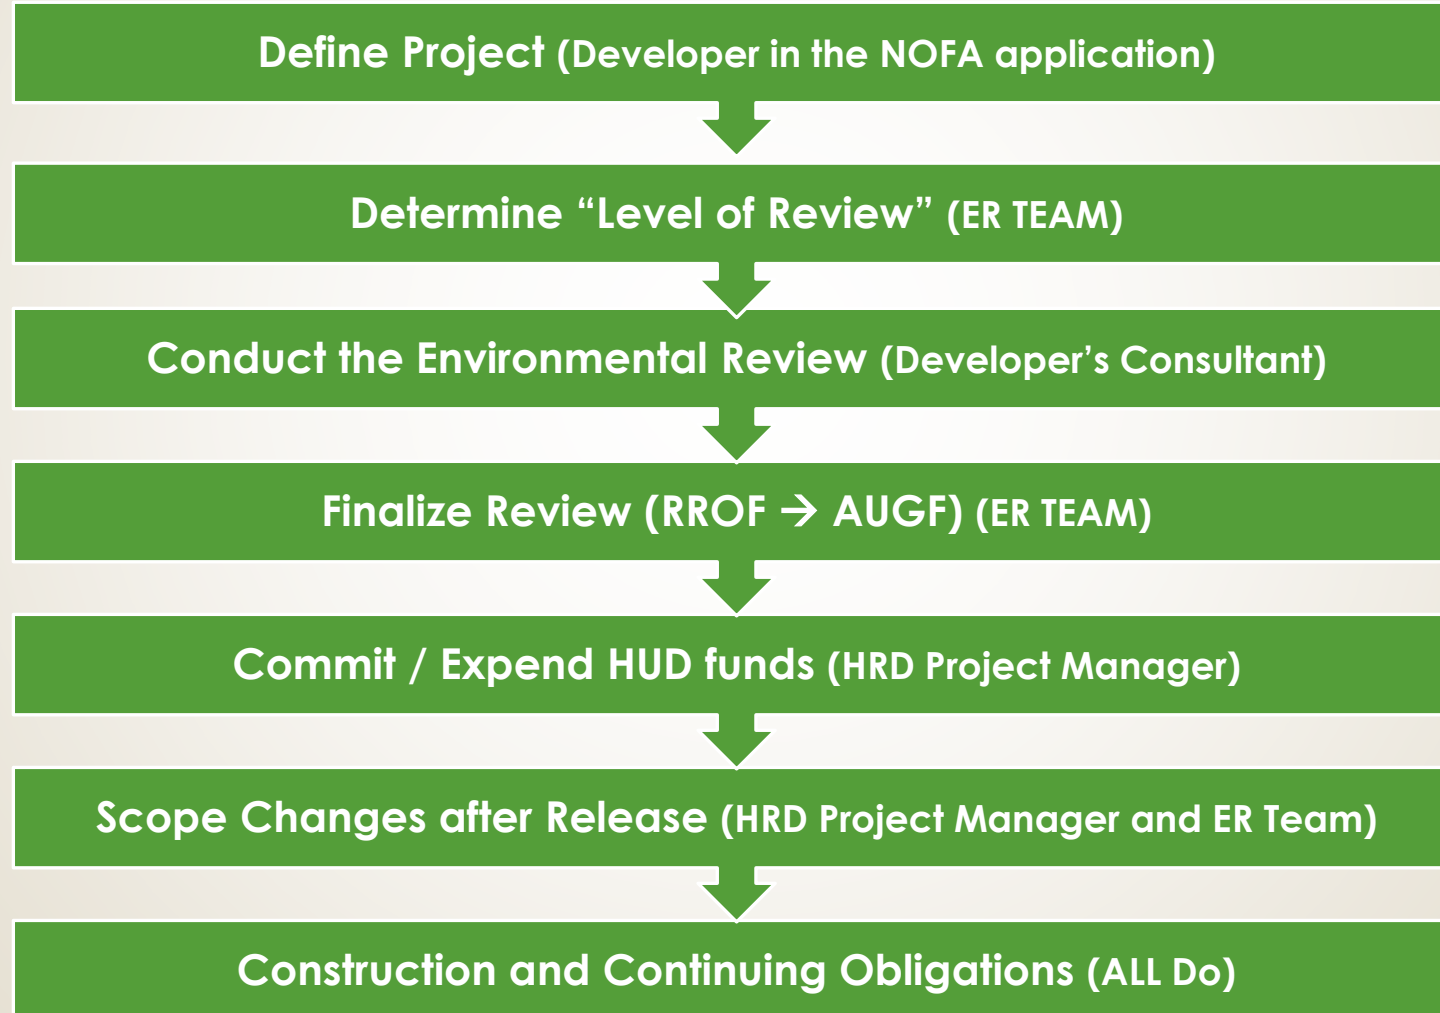 Define Project (Developer in the NOFA application)
Determine “Level of Review” (ER TEAM)
Conduct the Environmental Review (Developer’s Consultant)
Finalize Review (RROF → AUGF) (ER TEAM)
Commit / Expend HUD funds (HRD Project Manager)
Scope Changes after Release (HRD Project Manager and ER Team)
Construction and Continuing Obligations (ALL Do)